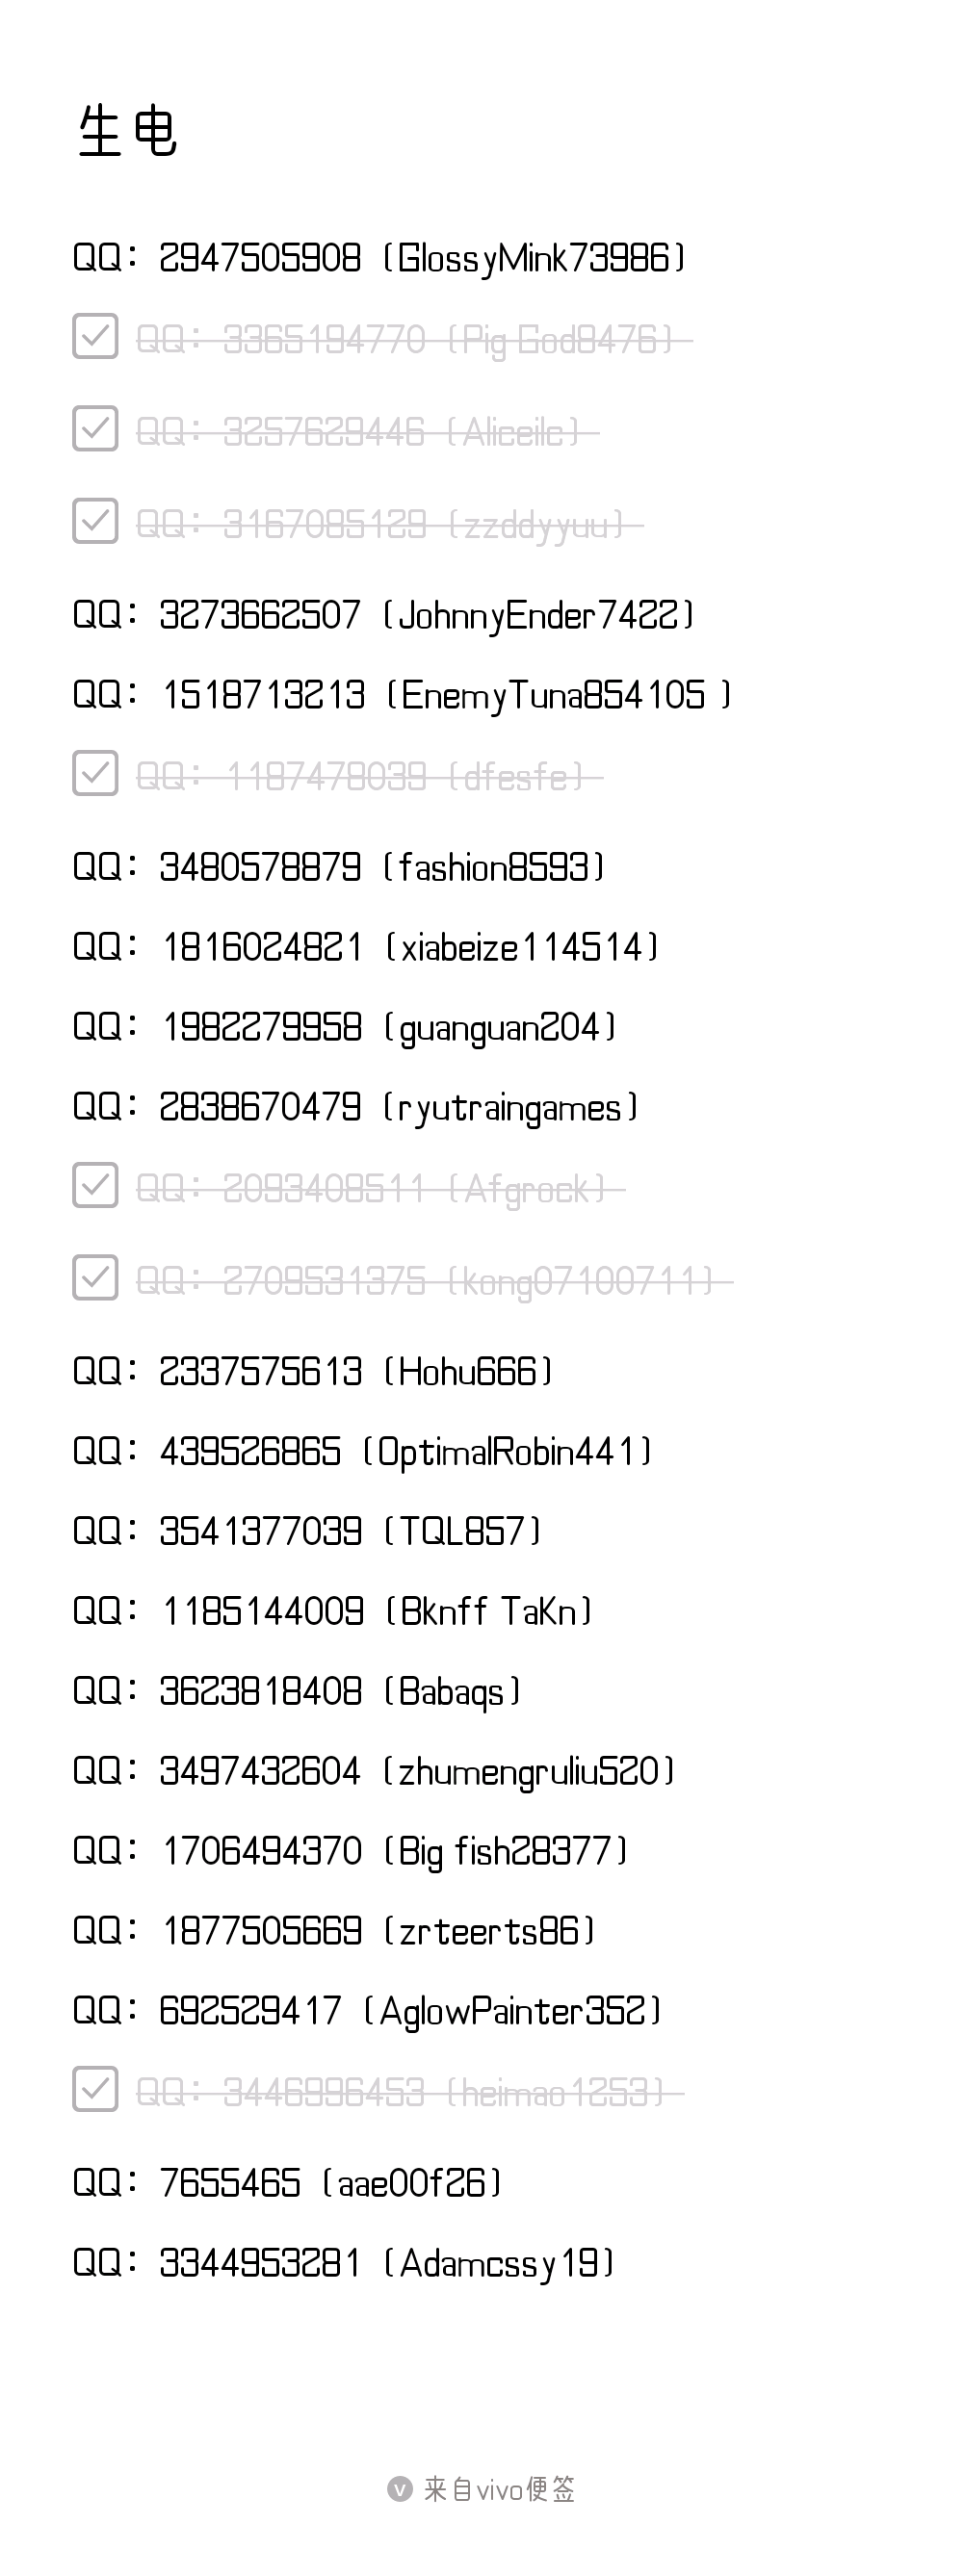 生电
QQ: 2947505908 (GlossyMink73986)
QQ: 3365194770 (Pig God8476)
QQ: 3257629446 (Aliceilc)
QQ: 3167085129 (zzddyyuu)
QQ: 3273662507 (JohnnyEnder7422)
QQ: 1518713213 (EnemyTuna854105 )
QQ: 1187478039 (dfesfe)
QQ: 3480578879 (fashion8593)
QQ: 1816024821 (xiabeize114514)
QQ: 1982279958 (guanguan204)
QQ: 2838670479 (ryutraingames)
QQ: 2093408511 (Afgrock)
QQ: 2709531375 (kong07100711)
QQ: 2337575613 (Hohu666)
QQ: 439526865 (OptimalRobin441)
QQ: 3541377039 (TQL857)
QQ: 1185144009 (Bknff TaKn)
QQ: 3623818408 (Babaqs)
QQ: 3497432604 (zhumengruliu520)
QQ: 1706494370 (Big fish28377)
QQ: 1877505669 (zrteerts86)
QQ: 692529417 (AglowPainter352)
QQ: 3446996453 (heimao1253)
QQ: 7655465 (aae00f26)
QQ: 3344953281 (Adamcssy19)
来自vivo便签